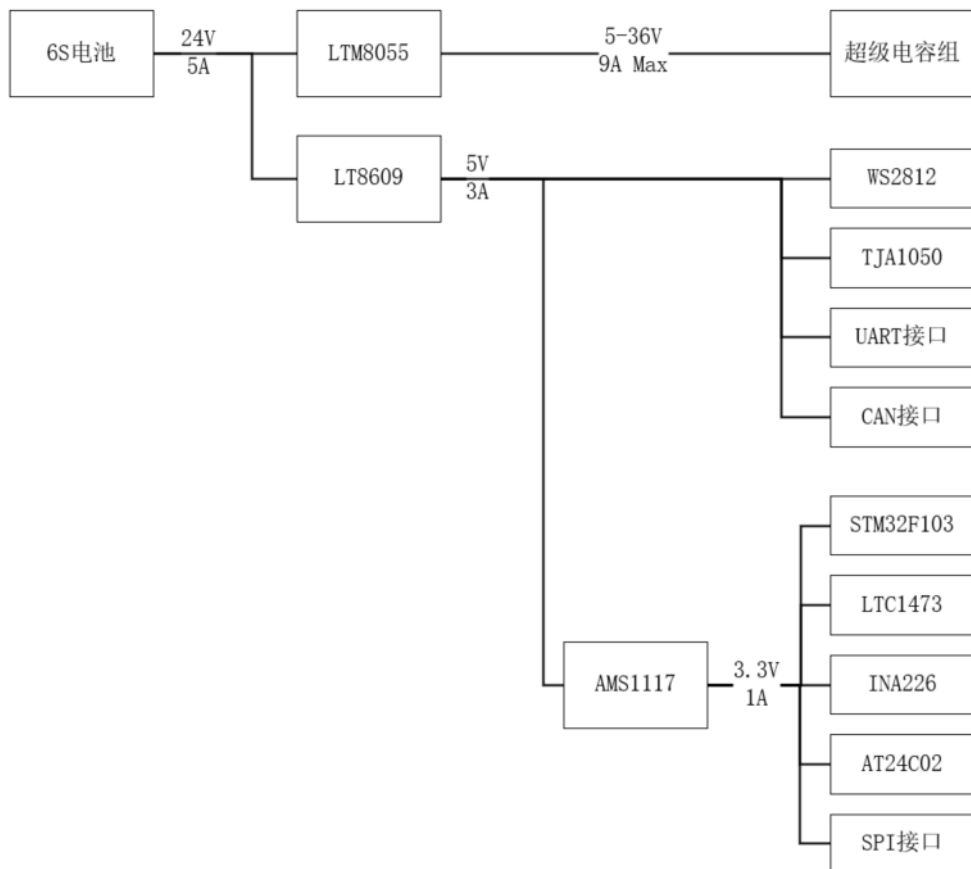 6S电池
24V
5A
LTM8055
5-36V
9A Max
超级电容组
LT8609
5V
3A
WS2812
TJA1050
UART接口
CAN接口
STM32F103
LTC1473
AMS1117
3.3V
1A
INA226
AT24C02
SPI接口